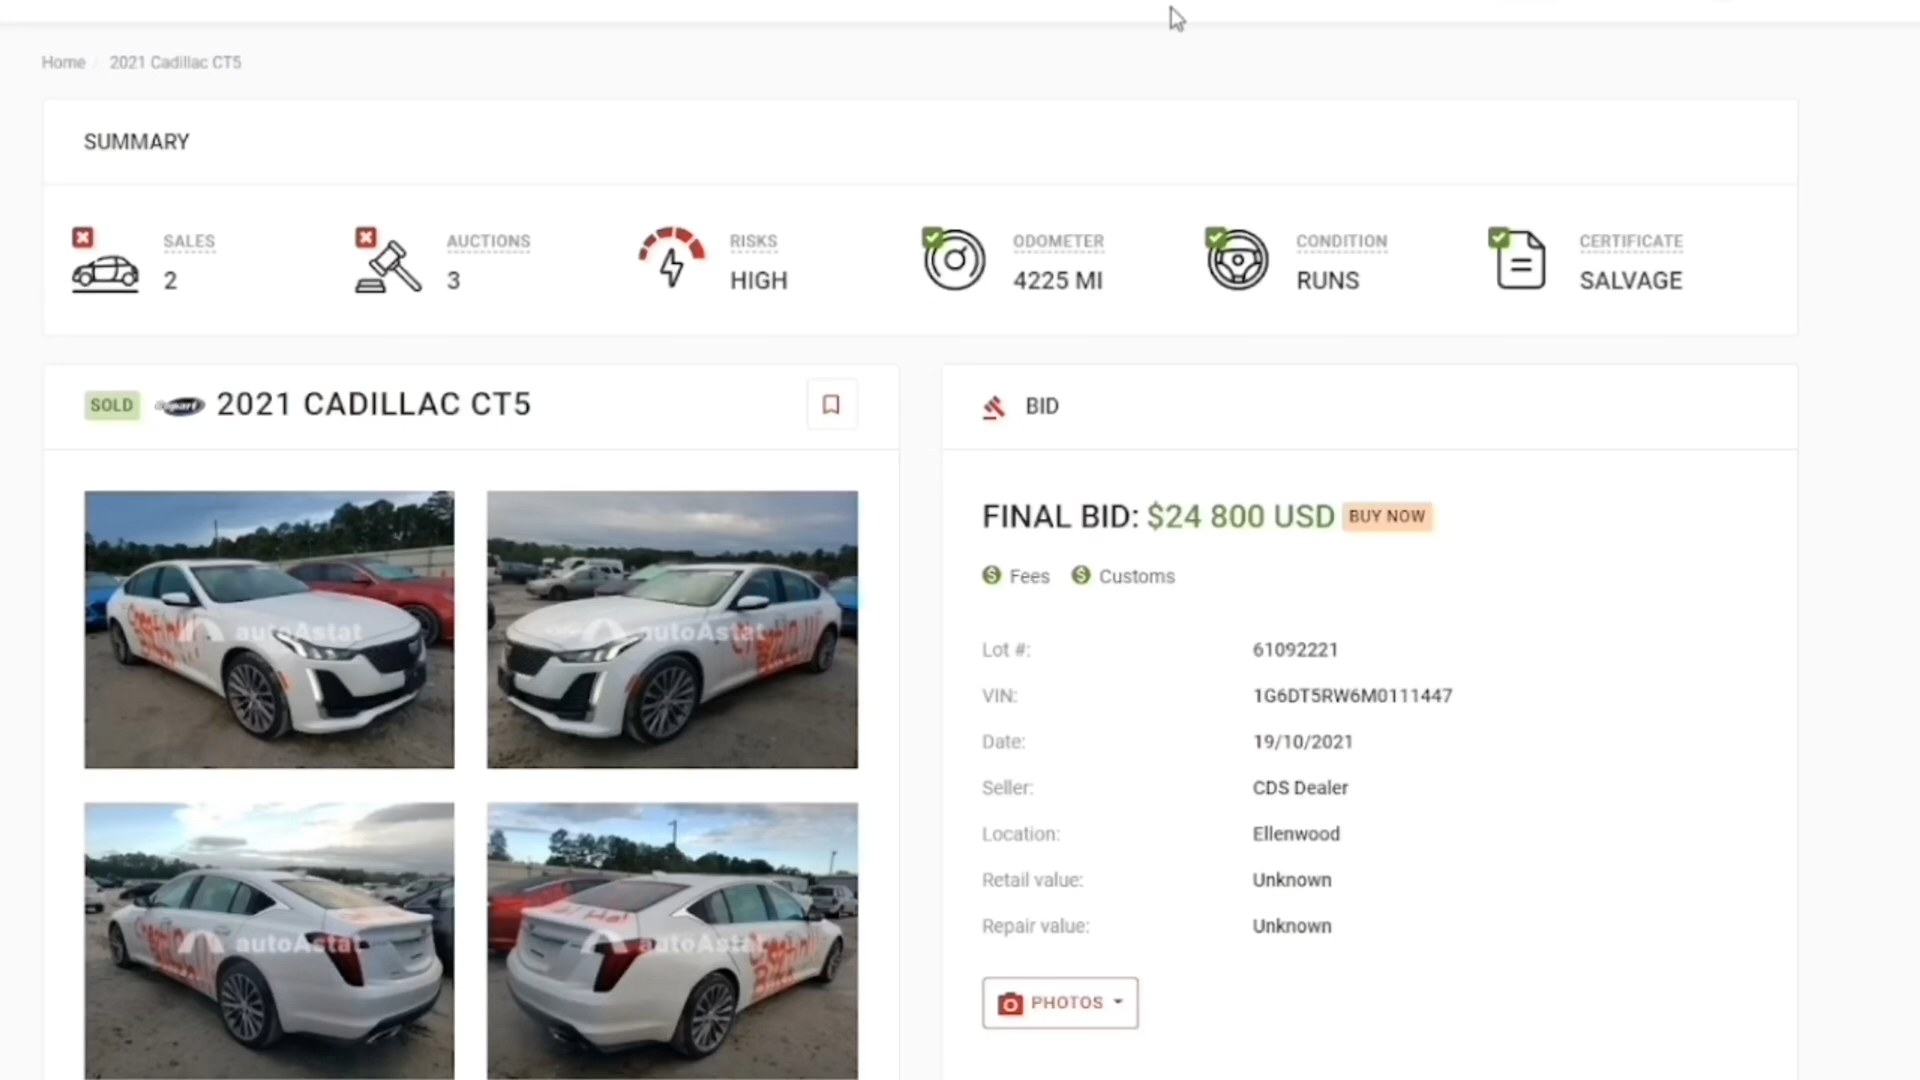 Home / 2021 Cadillac CT5
SUMMARY
SALES
2
AUCTIONS
3
RISKS
HIGH
ODOMETER
4225 MI
CONDITION
RUNS
CERTIFICATE
SALVAGE
SOLD
2021 CADILLAC CT5
autoAstat
autoAstat
autoAstat
autoAstat
BID
FINAL BID: $24 800 USD BUY NOW
Fees Customs
Lot #: 61092221
VIN: 1G6DT5RW6M0111447
Date: 19/10/2021
Seller: CDS Dealer
Location: Ellenwood
Retail value: Unknown
Repair value: Unknown
PHOTOS